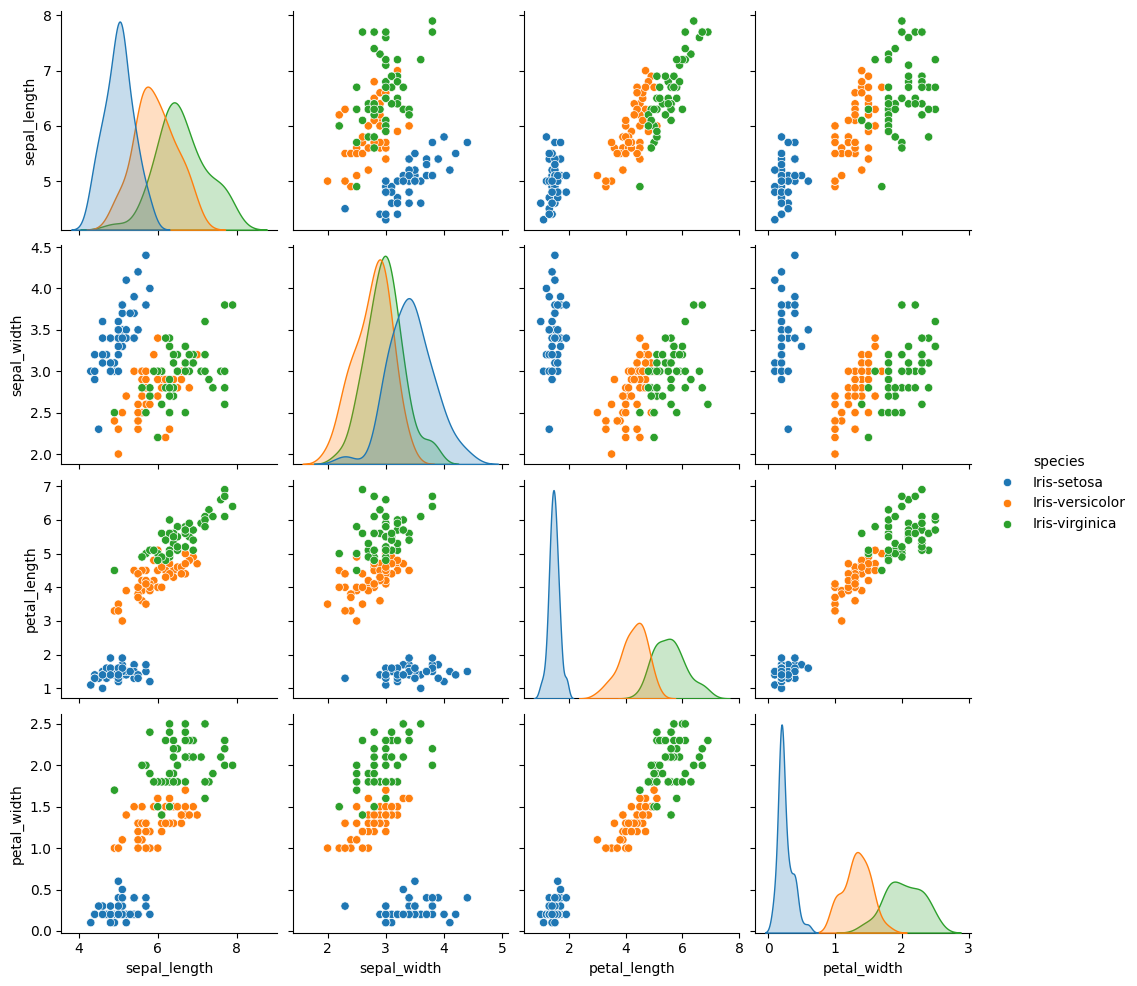 8
7
6
5
sepal_length
4.5
4.0
3.5
3.0
2.5
2.0
sepal_width
species
Iris-setosa
Iris-versicolor
Iris-virginica
7
6
5
4
3
2
1
petal_length
2.5
2.0
1.5
1.0
0.5
0.0
petal_width
4 6 8
sepal_length
2 3 4 5
sepal_width
2 4 6 8
petal_length
0 1 2 3
petal_width